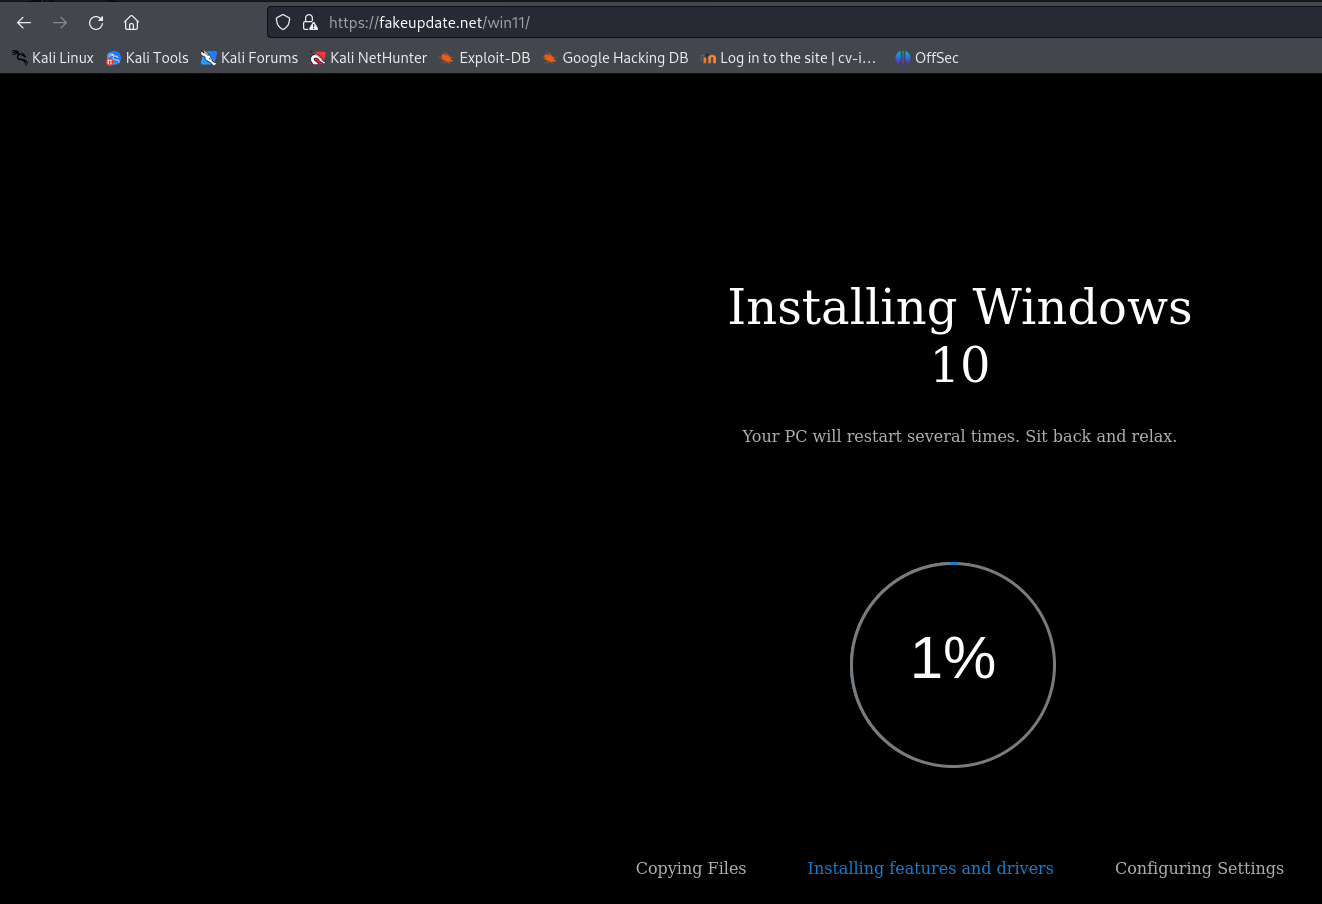 https://fakeupdate.net/win11/
Kali Linux Kali Tools Kali Forums Kali NetHunter Exploit-DB Google Hacking DB Log in to the site | cv-i… OffSec
Installing Windows
10
Your PC will restart several times. Sit back and relax.
1%
Copying Files Installing features and drivers Configuring Settings